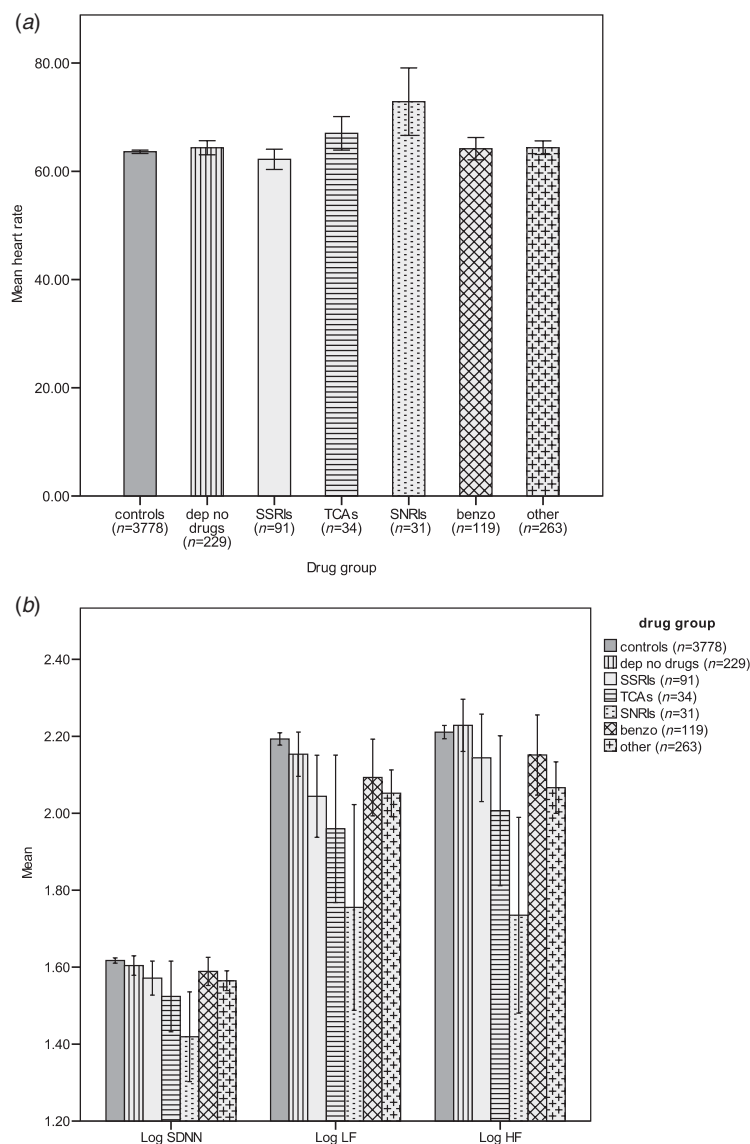 (a)
80.00
60.00
40.00
20.00
0.00
Mean heart rate
controls
(n=3778)
dep no
drugs
(n=229)
SSRIs
(n=91)
TCAs
(n=34)
SNRIs
(n=31)
benzo
(n=119)
other
(n=263)
Drug group
(b)
2.40
2.20
2.00
1.80
1.60
1.40
1.20
Mean
Log SDNN
Log LF
Log HF
drug group
controls (n=3778)
dep no drugs (n=229)
SSRIs (n=91)
TCAs (n=34)
SNRIs (n=31)
benzo (n=119)
other (n=263)